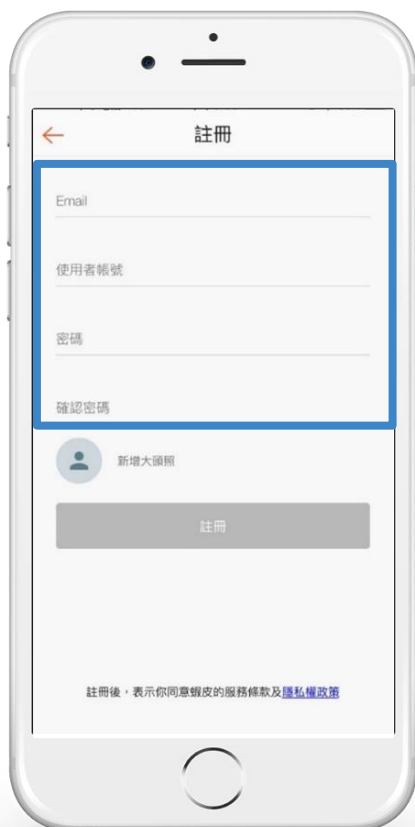 註冊
Email
使用者帳號
密碼
確認密碼
新增大頭照
註冊
註冊後，表示你同意蝦皮的服務條款及隱私權政策